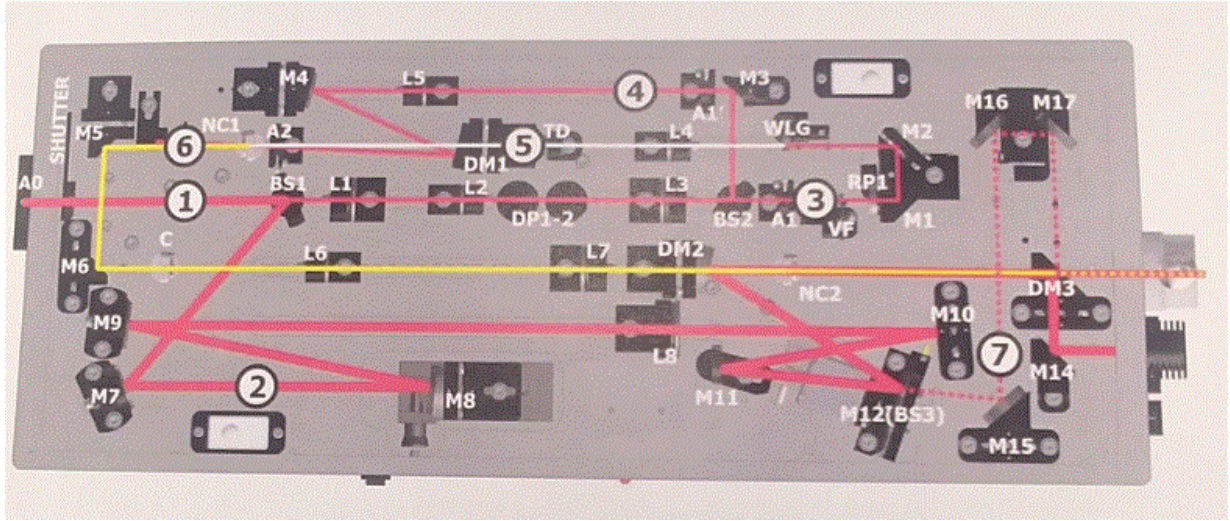 M4 L5 4 M3 M16 M17
SHUTTER M5 NC1 A2 A1' WLG M2
6 DM1 5 TD L4
A0 1 BS1 L1 L2 DP1-2 L3 BS2 A1 3 RP1 M1
VF
M6 C L6 L7 DM2 NC2 DM3
M9 L8 M10
M7 2 M8 M11 M12(BS3) 7 M14
M15